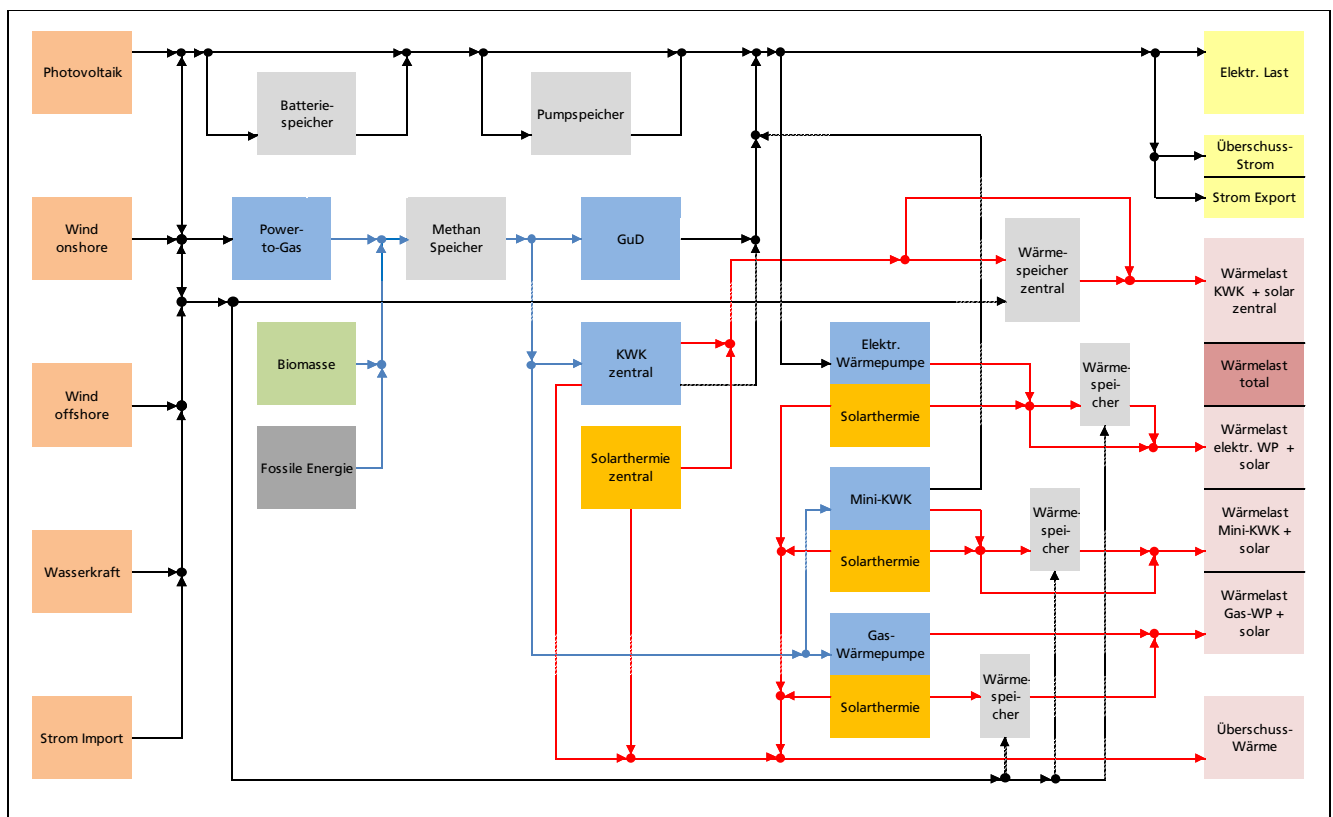 Photovoltaik
Batterie-
speicher
Pumpspeicher
Elektr. Last
Überschuss-
Strom
Strom Export
Wind
onshore
Power-
to-Gas
Methan
Speicher
GuD
Wärme-
speicher
zentral
Wärmelast
KWK + solar
zentral
Biomasse
KWK
zentral
Elektr.
Wärmepumpe
Solarthermie
Wärme-
spei-
cher
Wärmelast
total
Wind
offshore
Fossile Energie
Solarthermie
zentral
Wärmelast
elektr. WP + 
solar
Mini-KWK
Solarthermie
Wärme-
spei-
cher
Wärmelast
Mini-KWK +
solar
Wasserkraft
Gas-
Wärmepumpe
Solarthermie
Wärme-
spei-
cher
Wärmelast
Gas-WP +
solar
Strom Import
Überschuss-
Wärme